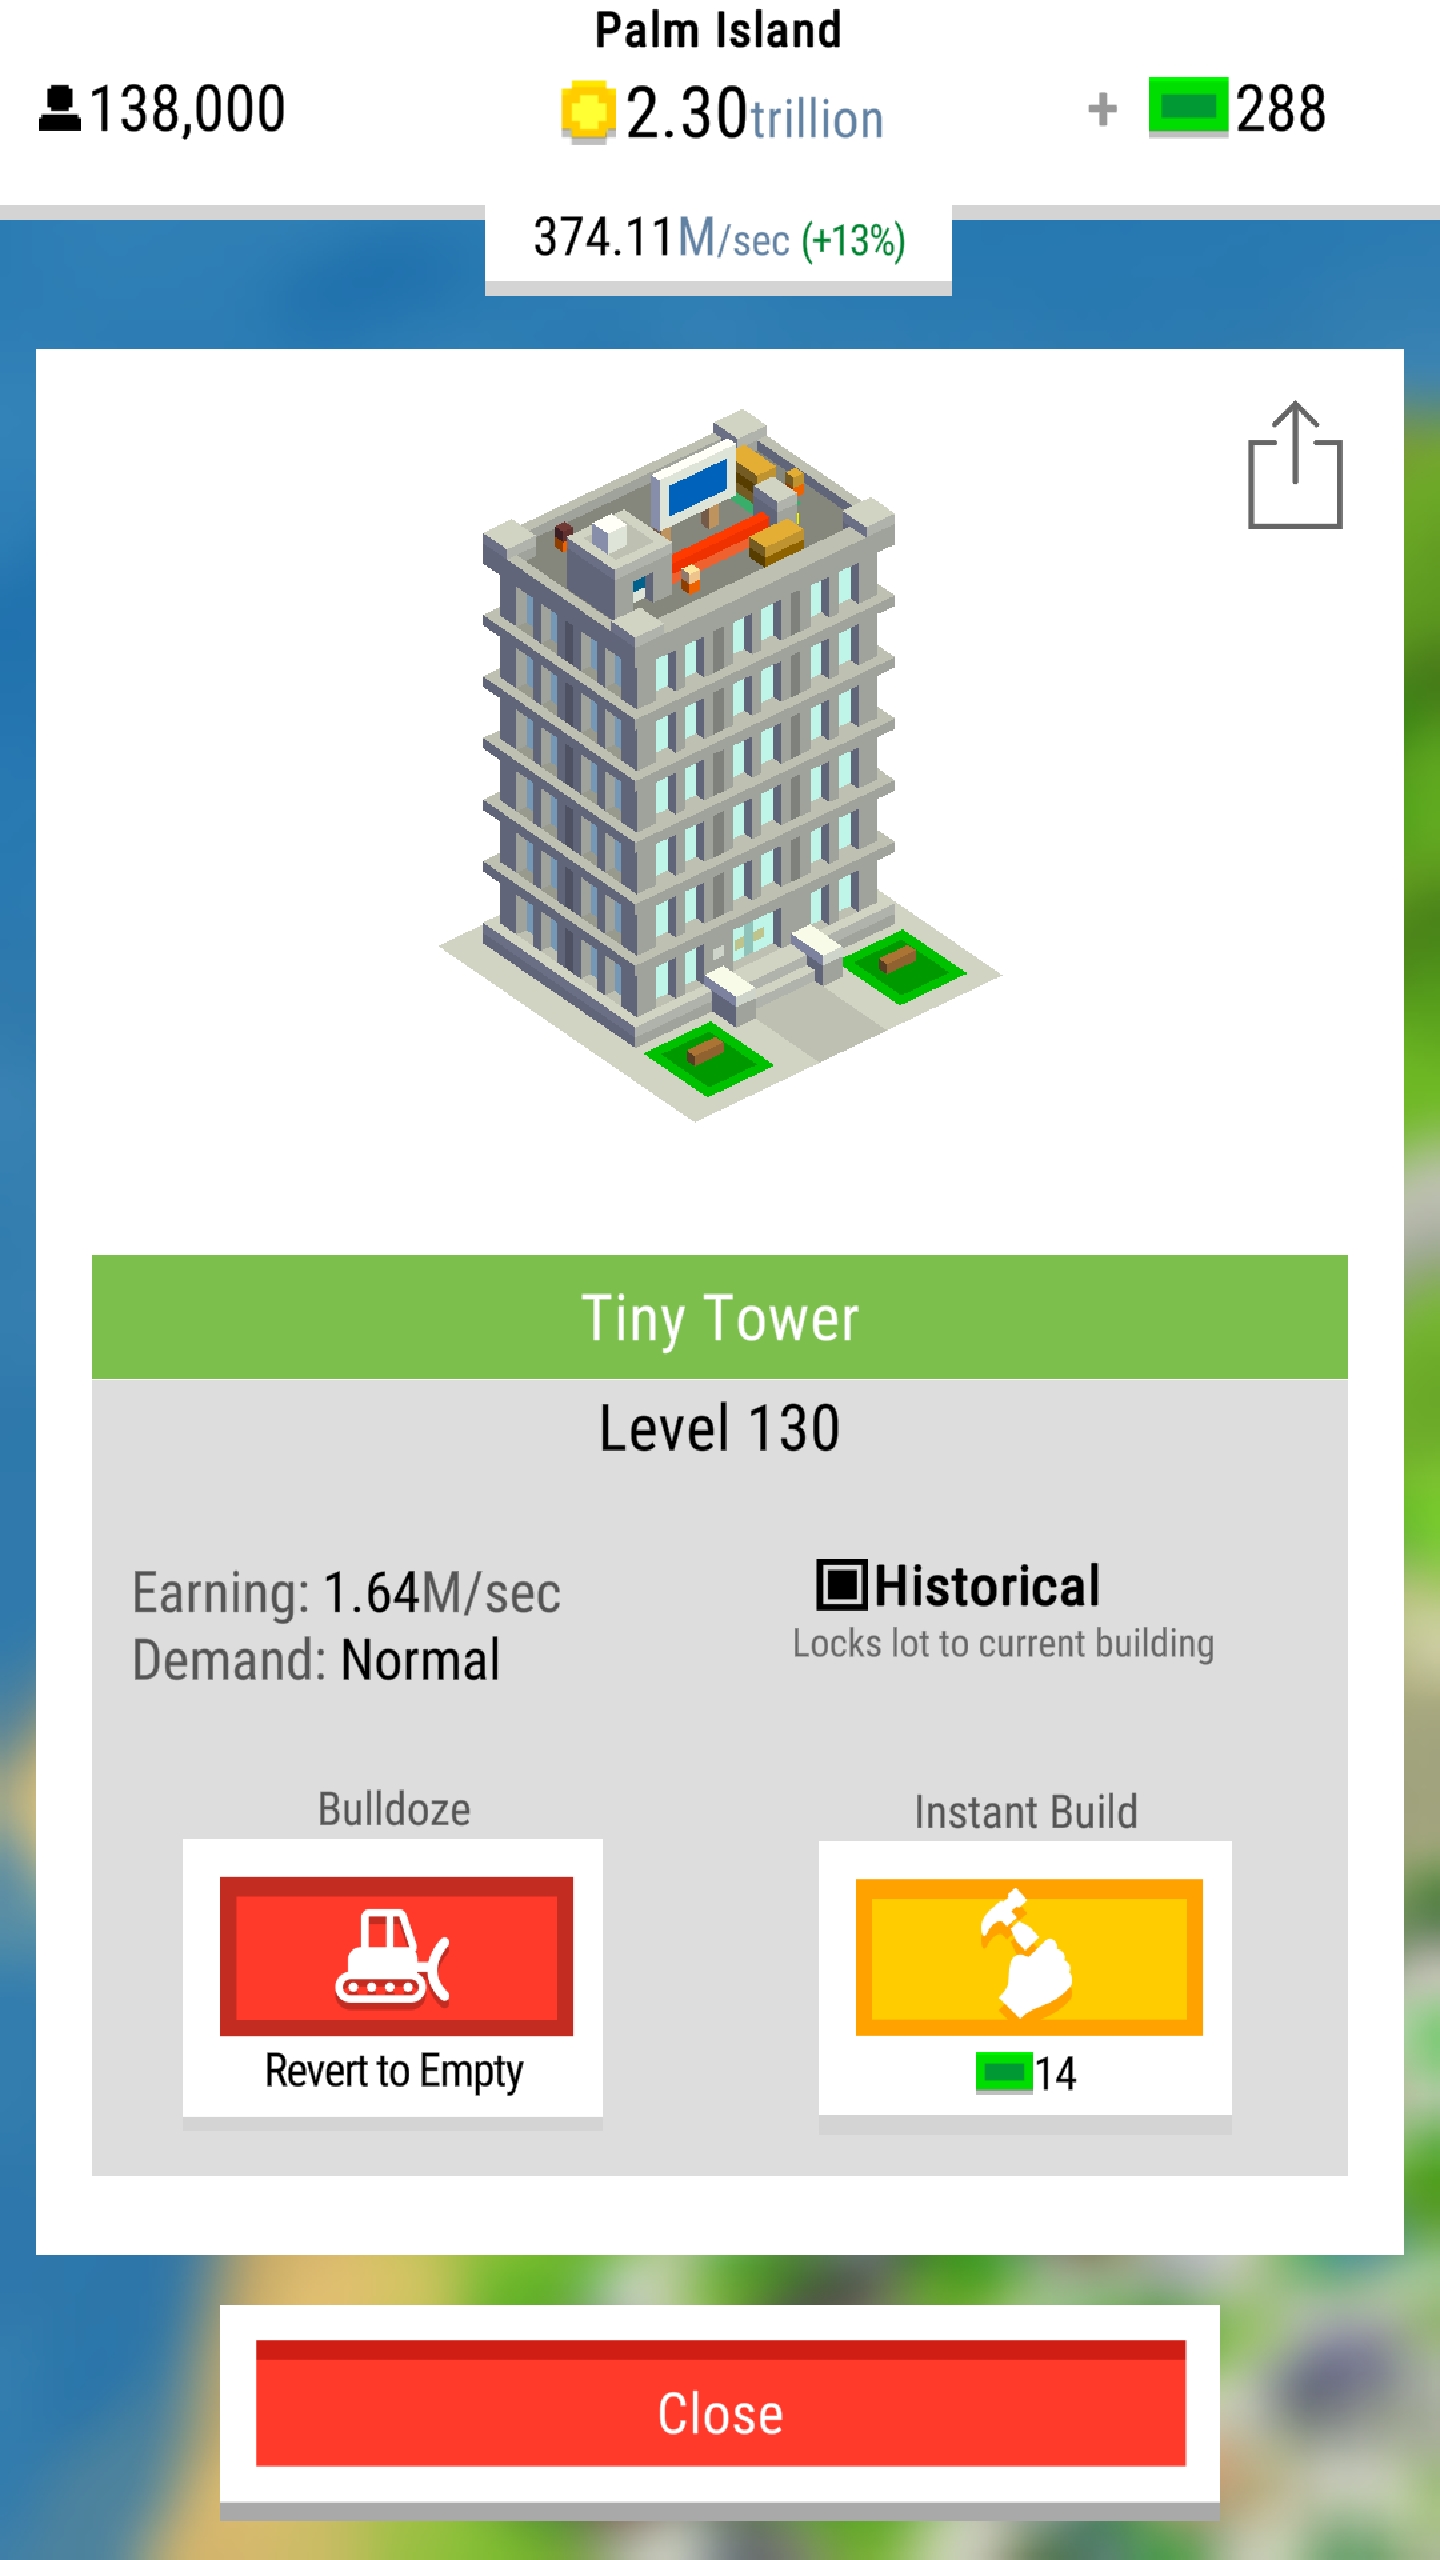 Palm Island
138,000
2.30trillion
+ 288
374.11M/sec (+13%)
Tiny Tower
Level 130
Earning: 1.64M/sec
Demand: Normal
Historical
Locks lot to current building
Bulldoze
Revert to Empty
Instant Build
14
Close